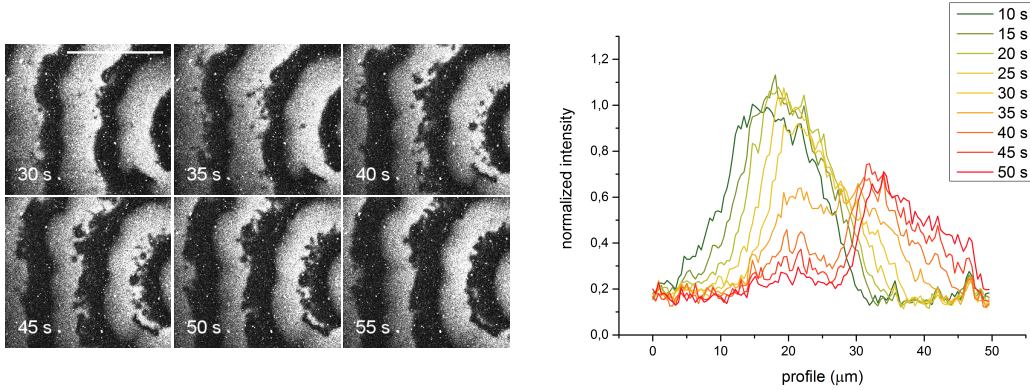 30 s
35 s
40 s
45 s
50 s
55 s
10 s
15 s
20 s
25 s
30 s
35 s
40 s
45 s
50 s
normalized intensity
1,2
1,0
0,8
0,6
0,4
0,2
0,0
0 10 20 30 40 50
profile (μm)